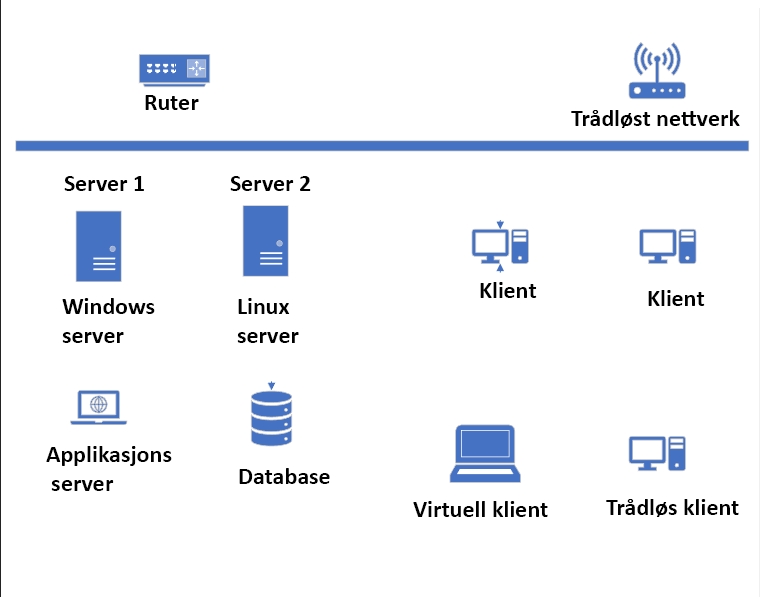 Ruter
Trådløst nettverk
Server 1
Server 2
Windows
server
Linux
server
Klient
Klient
Applikasjons
server
Database
Virtuell klient
Trådløs klient